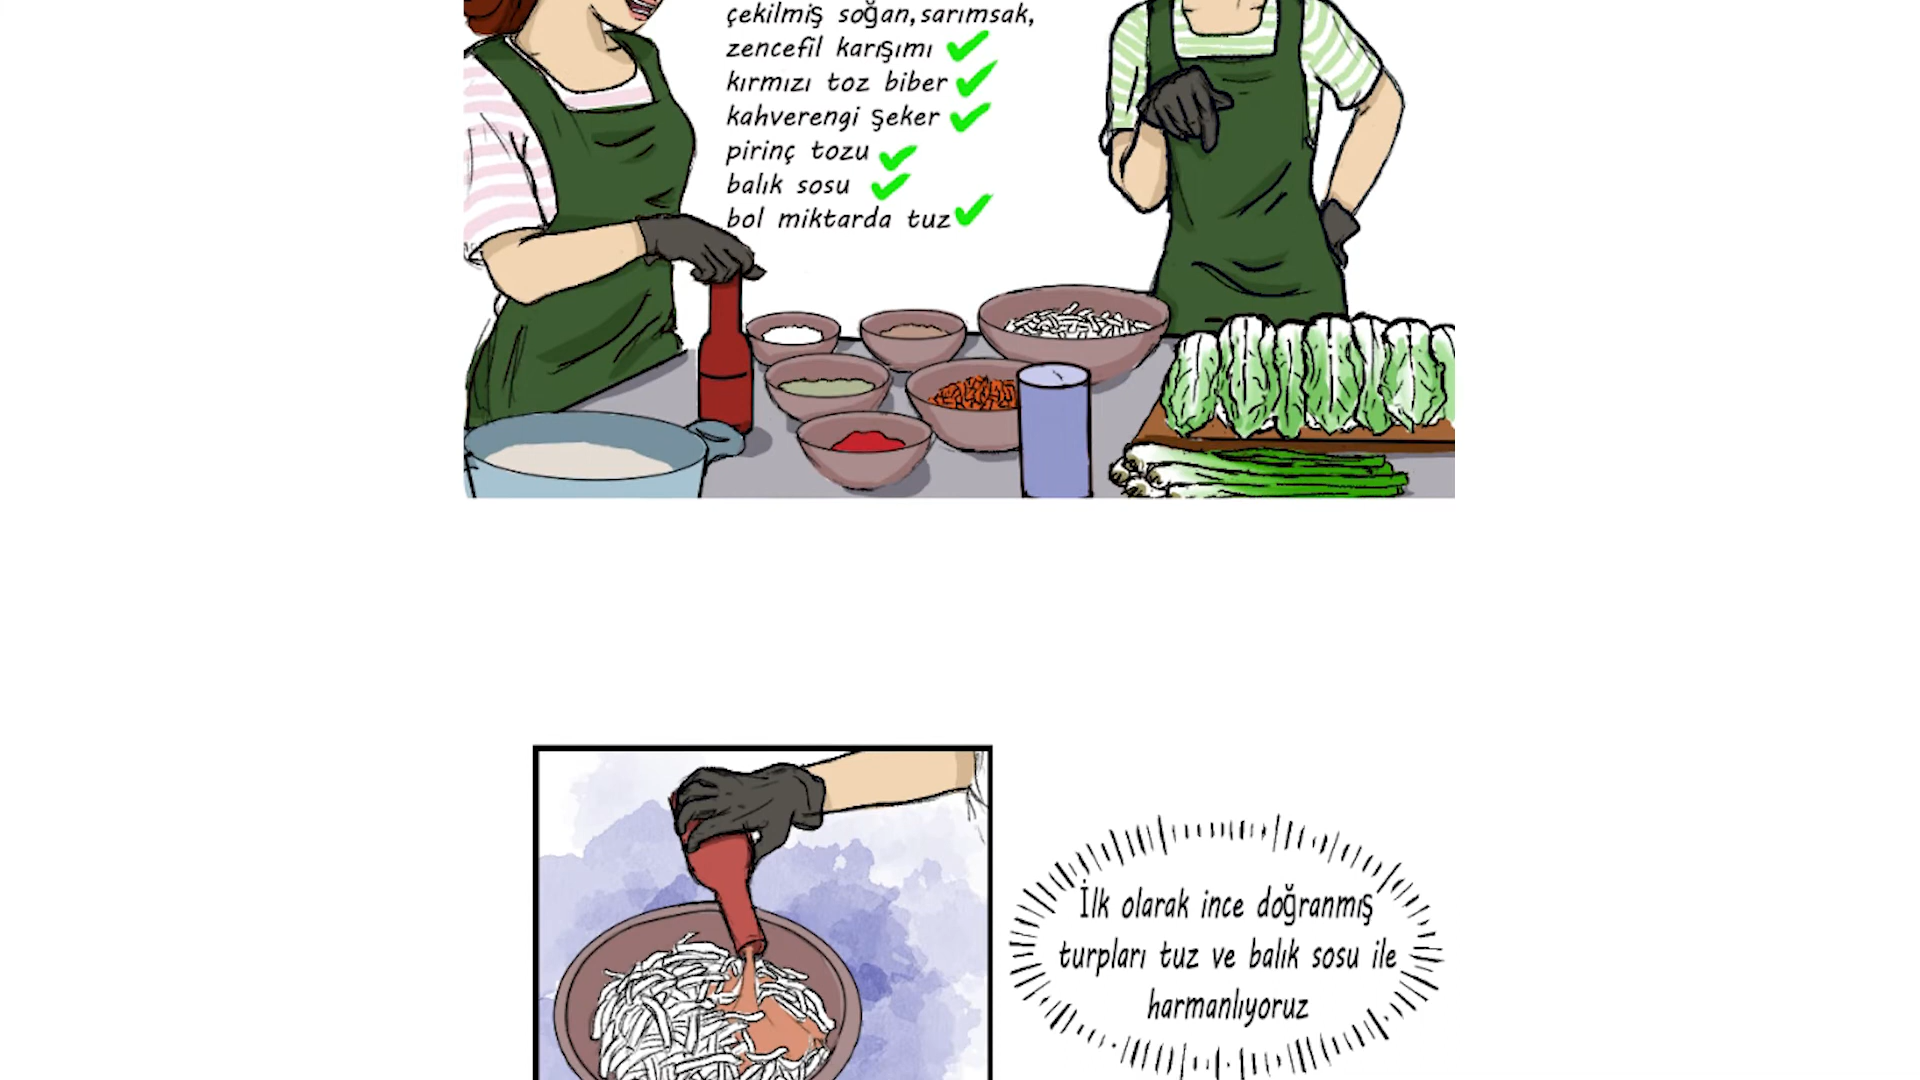 çekilmiş soğan, sarımsak,
zencefil karışımı
kırmızı toz biber
kahverengi şeker
pirinç tozu
balık sosu
bol miktarda tuz
İlk olarak ince doğranmış
turpları tuz ve balık sosu ile
harmanlıyoruz